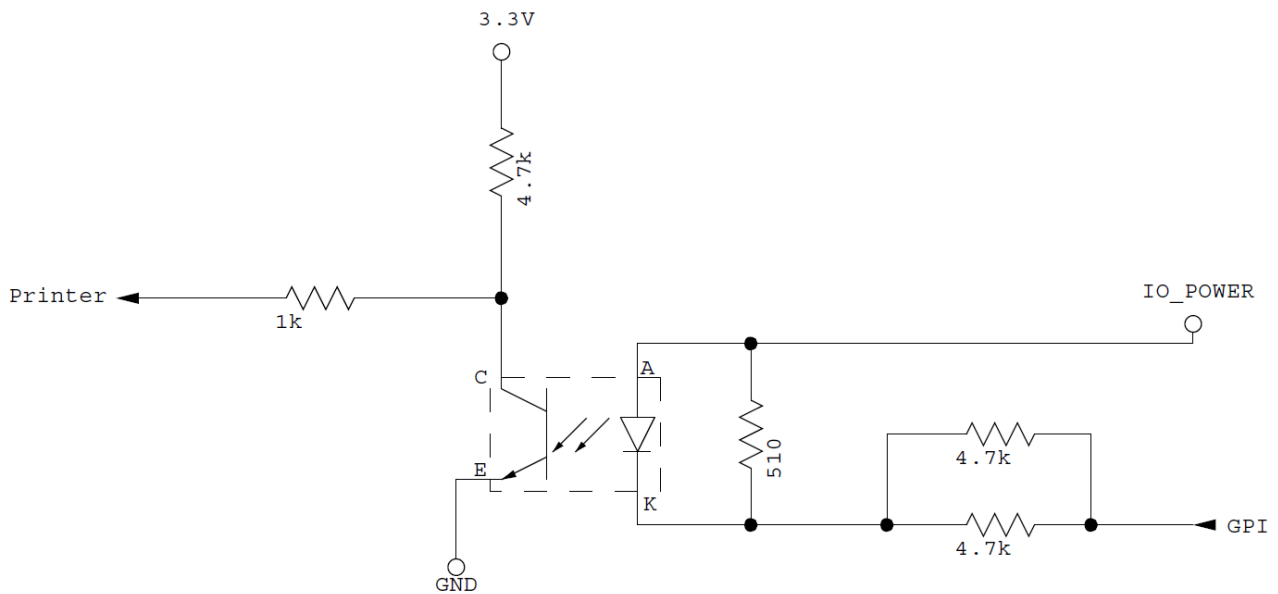 3.3V
4.7k
Printer
1k
IO_POWER
C
A
510
4.7k
E
K
4.7k
GPI
GND